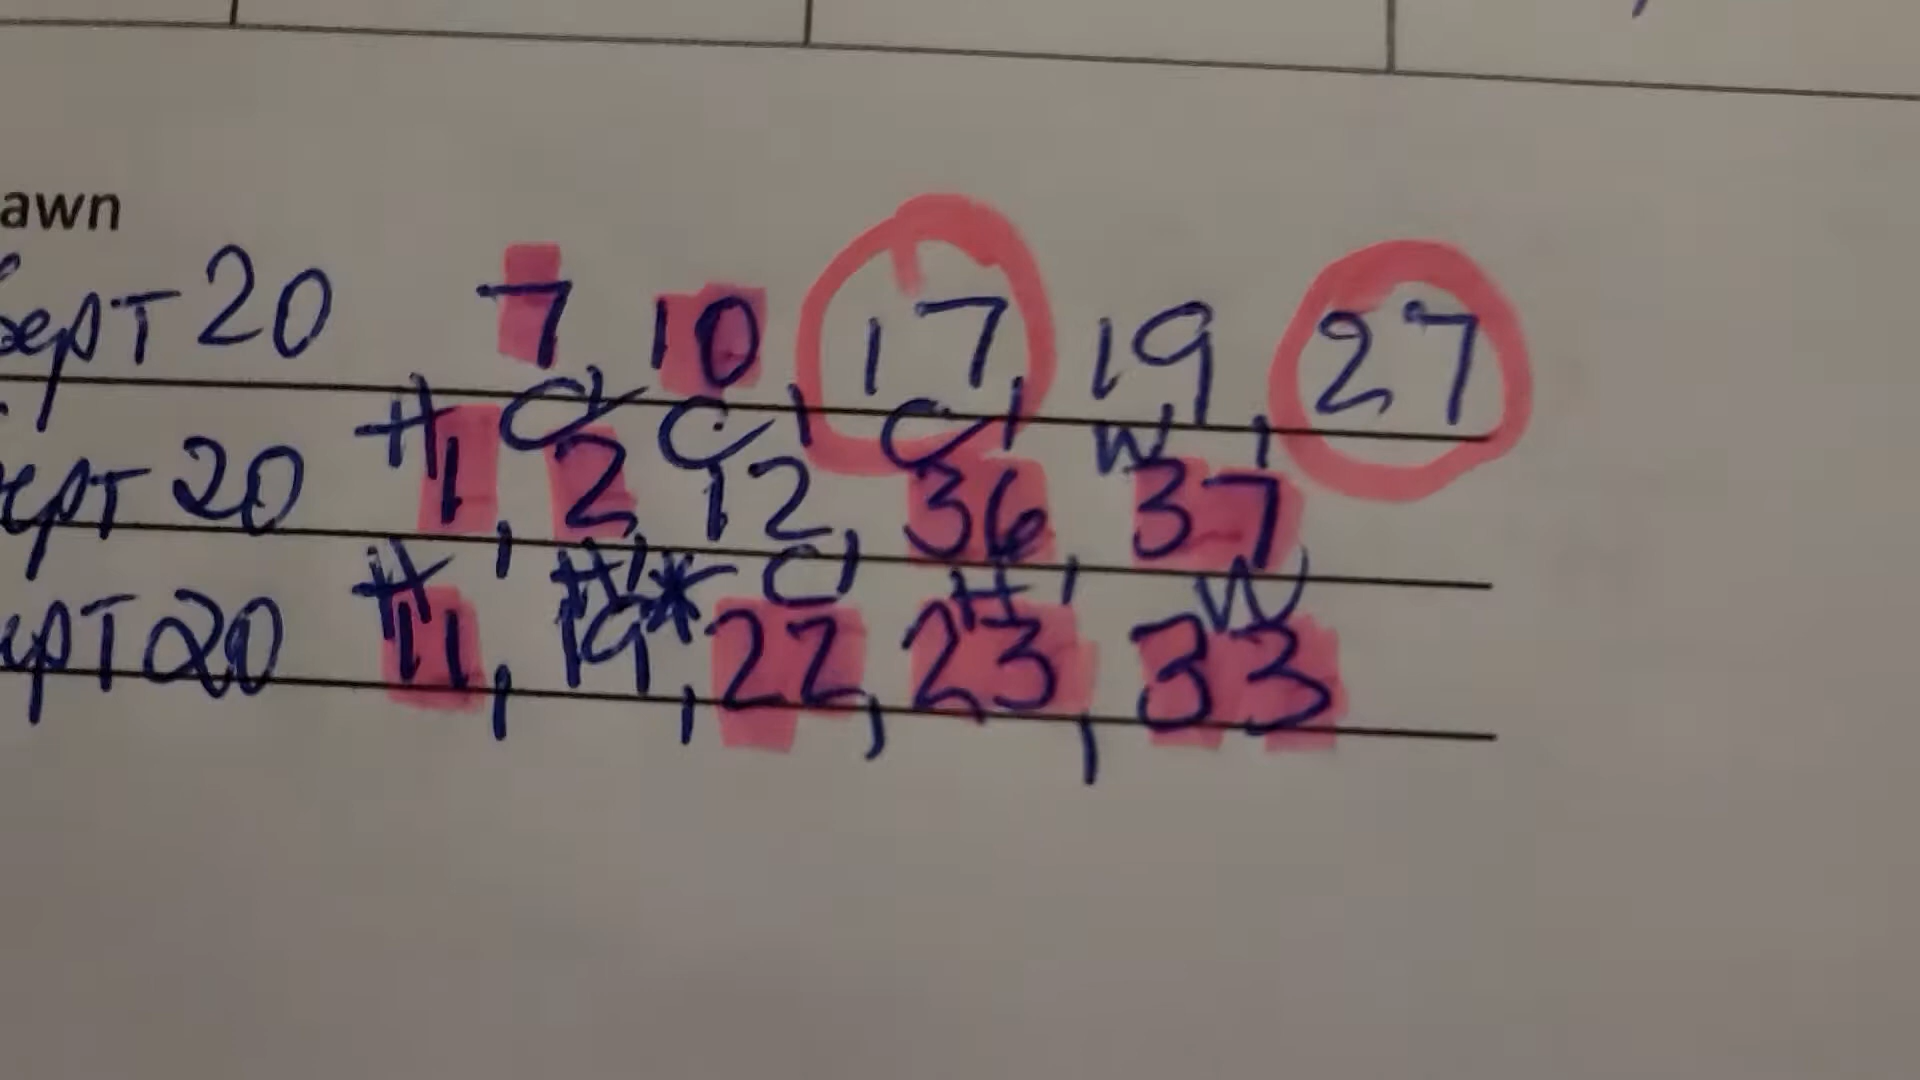 awn
Sept 20 7, 10, 17, 19, 27
H C C C W
ept 20 1, 2, 12, 36, 37
H H* C H W
ept 20 11, 19, 22, 23, 33